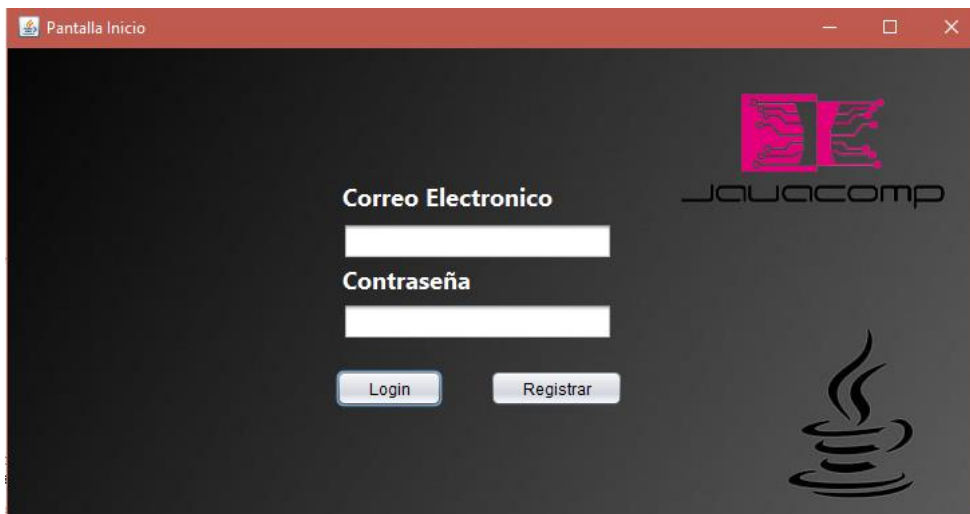 Pantalla Inicio
Javacomp
Correo Electronico
Contraseña
Login
Registrar